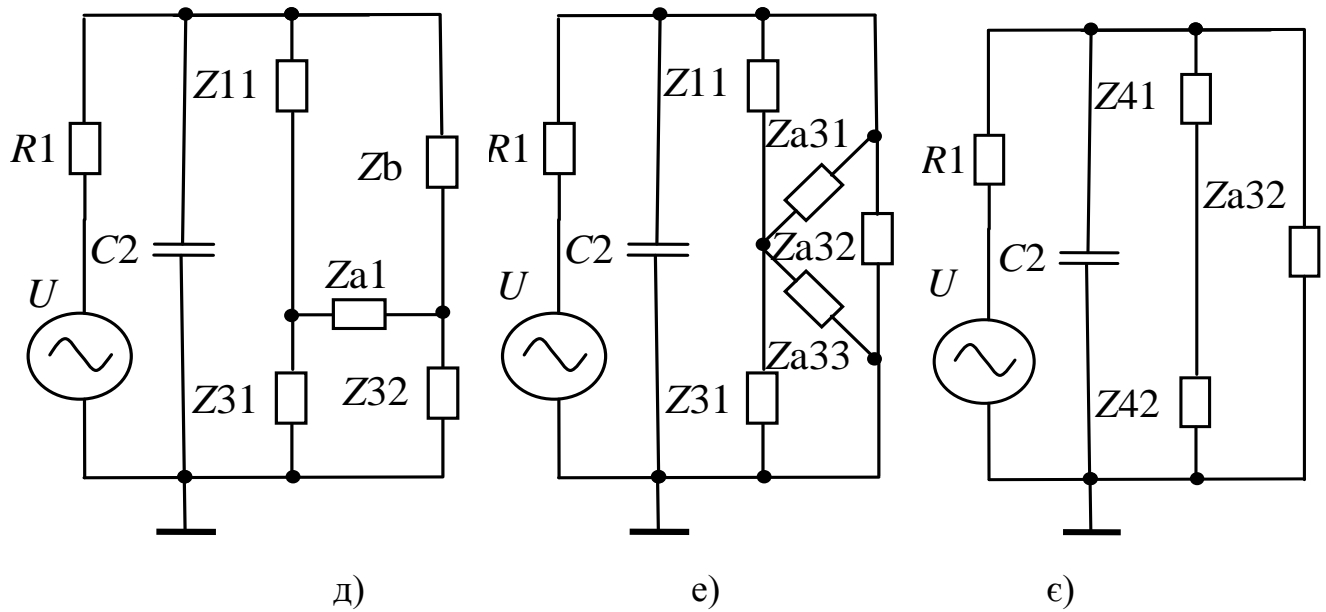 Z11
R1
Zb
C2
Za1
U
Z31
Z32
д)
Z11
Za31
R1
Za32
C2
U
Za33
Z31
е)
Z41
R1
Za32
C2
U
Z42
є)